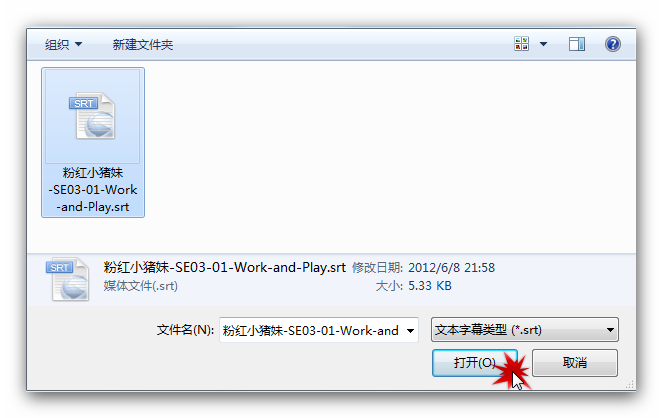 组织 新建文件夹
SRT
粉红小猪妹
-SE03-01-Work
-and-Play.srt
SRT 粉红小猪妹-SE03-01-Work-and-Play.srt 修改日期: 2012/6/8 21:58
媒体文件(.srt) 大小: 5.33 KB
文件名(N): 粉红小猪妹-SE03-01-Work-and 文本字幕类型 (*.srt)
打开(O) 取消